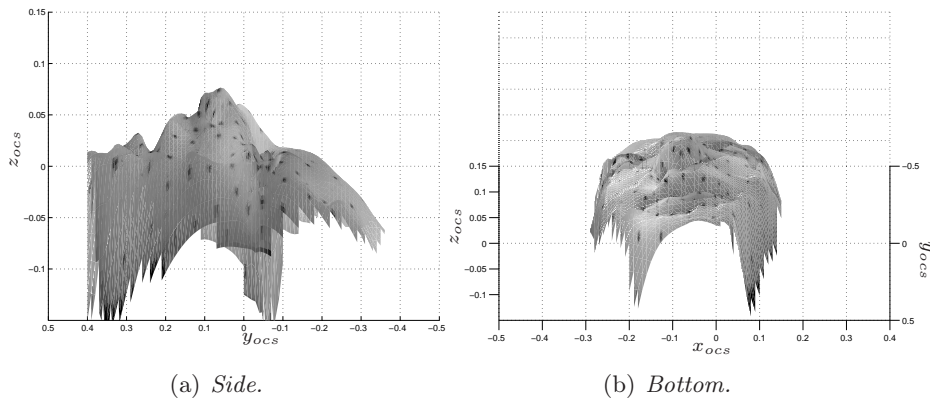 0.15
0.1
0.05
0
−0.05
−0.1
z_ocs
0.5 0.4 0.3 0.2 0.1 0 −0.1 −0.2 −0.3 −0.4 −0.5
y_ocs
(a) Side.
0.15
0.1
0.05
0
−0.05
−0.1
z_ocs
−0.5
0
0.5
y_ocs
−0.5 −0.4 −0.3 −0.2 −0.1 0 0.1 0.2 0.3 0.4
x_ocs
(b) Bottom.